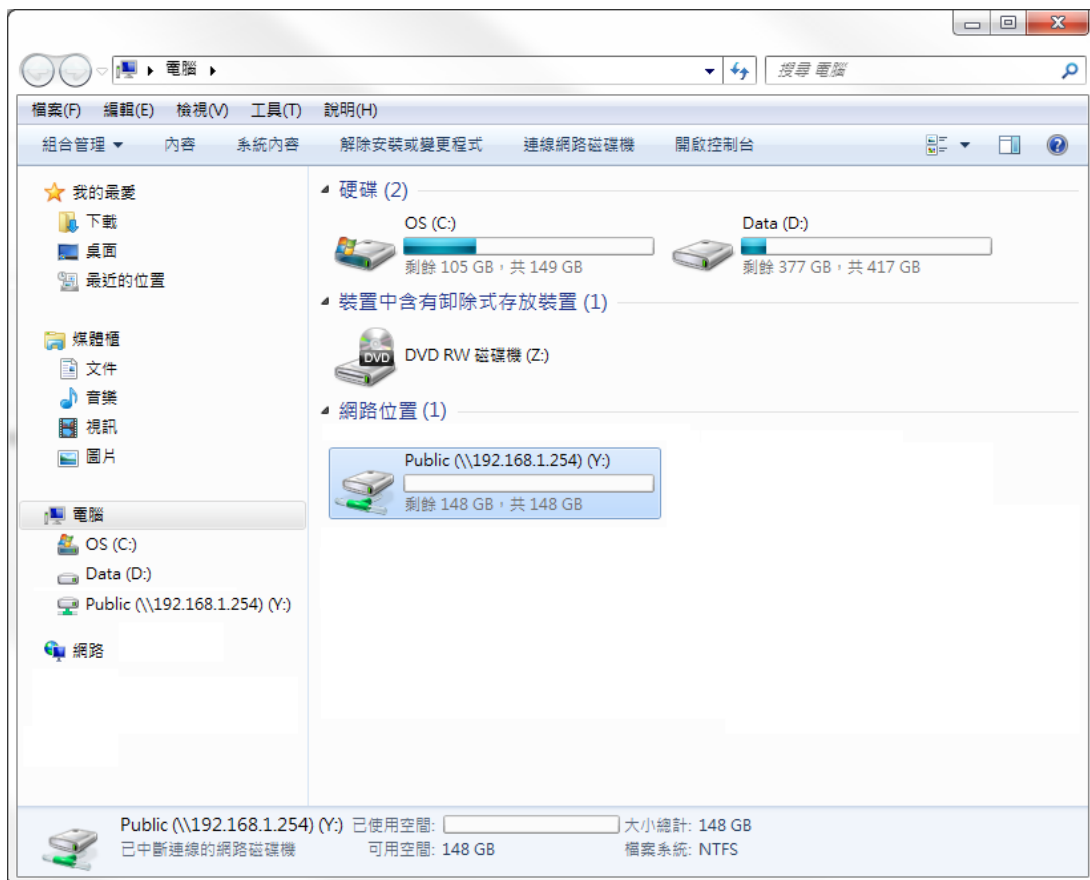 電腦
搜尋 電腦
檔案(F) 編輯(E) 檢視(V) 工具(T) 說明(H)
組合管理 內容 系統內容 解除安裝或變更程式 連線網路磁碟機 開啟控制台
我的最愛
下載
桌面
最近的位置
媒體櫃
文件
音樂
視訊
圖片
電腦
OS (C:)
Data (D:)
Public (\\192.168.1.254) (Y:)
網路
硬碟 (2)
OS (C:)
剩餘 105 GB,共 149 GB
Data (D:)
剩餘 377 GB,共 417 GB
裝置中含有卸除式存放裝置 (1)
DVD
DVD RW 磁碟機 (Z:)
網路位置 (1)
Public (\\192.168.1.254) (Y:)
剩餘 148 GB,共 148 GB
Public (\\192.168.1.254) (Y:) 已使用空間: 大小總計: 148 GB
已中斷連線的網路磁碟機 可用空間: 148 GB 檔案系統: NTFS